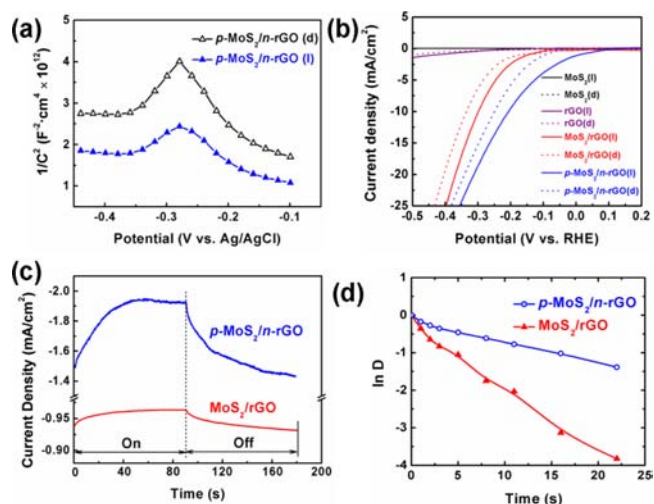 (a)
p-MoS₂/n-rGO (d)
p-MoS₂/n-rGO (l)
1/C² (F⁻²·cm⁴ × 10¹²)
5
4
3
2
1
-0.4
-0.3
-0.2
-0.1
Potential (V vs. Ag/AgCl)
(b)
Current density (mA/cm²)
5
0
-5
-10
-15
-20
-25
MoS₂(l)
MoS₂(d)
rGO(l)
rGO(d)
MoS₂/rGO(l)
MoS₂/rGO(d)
p-MoS₂/n-rGO(l)
p-MoS₂/n-rGO(d)
-0.5
-0.4
-0.3
-0.2
-0.1
0.0
0.1
0.2
Potential (V vs. RHE)
(c)
Current Density (mA/cm²)
-2.0
-1.8
-1.6
-1.4
-0.95
-0.90
p-MoS₂/n-rGO
MoS₂/rGO
On
Off
0
40
80
120
160
200
Time (s)
(d)
p-MoS₂/n-rGO
MoS₂/rGO
ln D
0
-1
-2
-3
-4
0
5
10
15
20
25
Time (s)